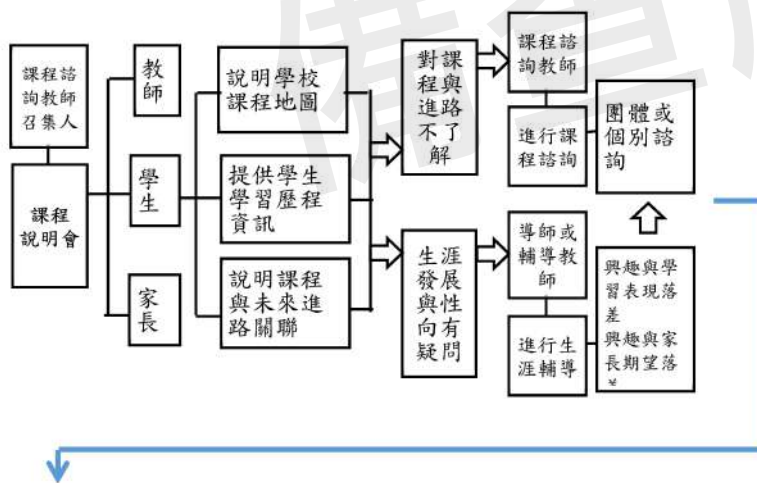 課程諮
詢教師
召集人
課程
說明會
教
師
學
生
家
長
說明學校
課程地圖
提供學生
學習歷程
資訊
說明課程
與未來進
路關聯
對課
程與
進路
不了
解
生涯
發展
與性
向有
疑問
課程諮
詢教師
進行課
程諮詢
團體或
個別諮
詢
導師或
輔導教
師
進行生
涯輔導
興趣與學
習表現落
差
興趣與家
長期望落